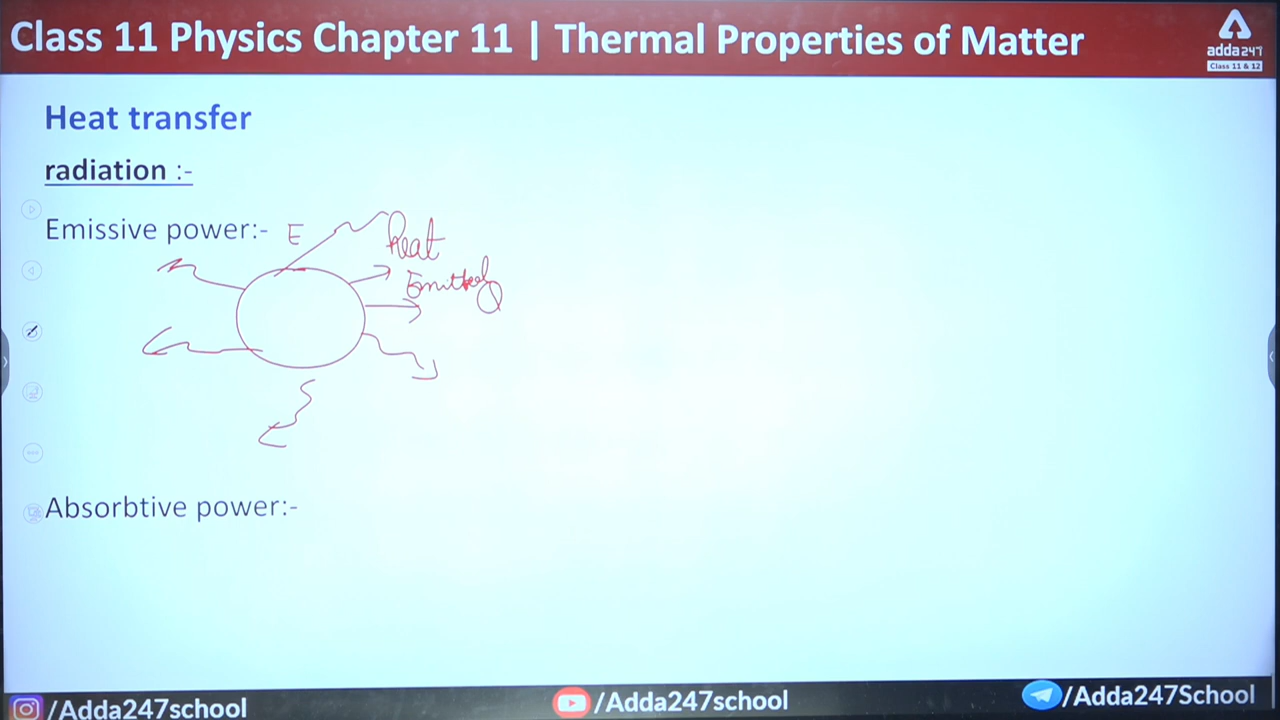 Class 11 Physics Chapter 11 | Thermal Properties of Matter
adda247
Class 11 & 12
Heat transfer
radiation :-
Emissive power:- E
heat
Emitted
Absorbtive power:-
/Adda247school
/Adda247school
/Adda247School